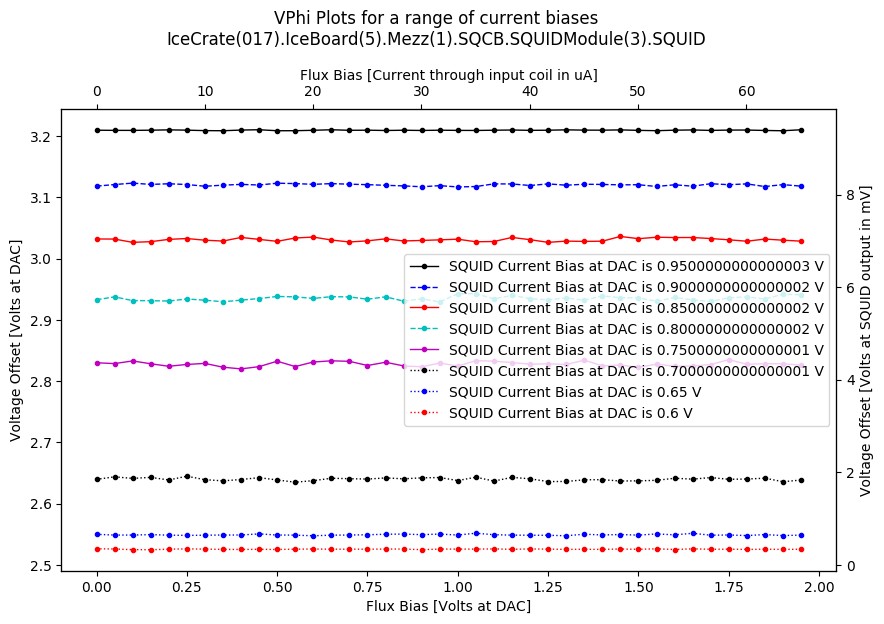 VPhi Plots for a range of current biases
IceCrate(017).IceBoard(5).Mezz(1).SQCB.SQUIDModule(3).SQUID
Flux Bias [Current through input coil in uA]
0 10 20 30 40 50 60
Voltage Offset [Volts at DAC]
3.2
3.1
3.0
2.9
2.8
2.7
2.6
2.5
SQUID Current Bias at DAC is 0.9500000000000003 V
SQUID Current Bias at DAC is 0.9000000000000002 V
SQUID Current Bias at DAC is 0.8500000000000002 V
SQUID Current Bias at DAC is 0.8000000000000002 V
SQUID Current Bias at DAC is 0.7500000000000001 V
SQUID Current Bias at DAC is 0.7000000000000001 V
SQUID Current Bias at DAC is 0.65 V
SQUID Current Bias at DAC is 0.6 V
8
6
4
2
0
Voltage Offset [Volts at SQUID output in mV]
0.00 0.25 0.50 0.75 1.00 1.25 1.50 1.75 2.00
Flux Bias [Volts at DAC]